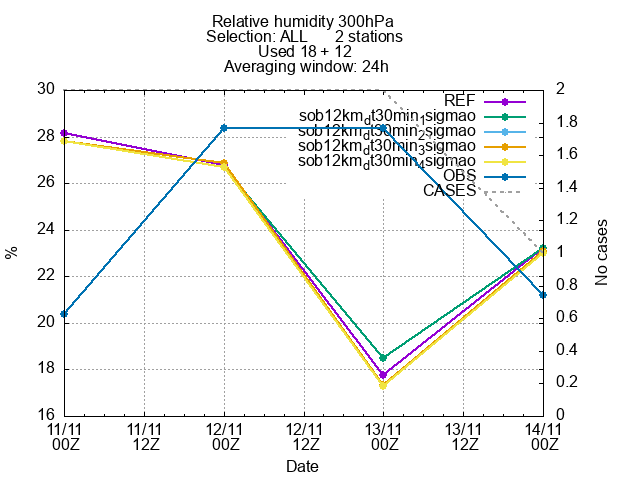 Relative humidity 300hPa
Selection: ALL 2 stations
Used 18 + 12
Averaging window: 24h
REF
sob12km_dt30min_1sigmao
sob12km_dt30min_2sigmao
sob12km_dt30min_3sigmao
sob12km_dt30min_4sigmao
OBS
CASES
30
28
26
24
22
20
18
16
%
2
1.8
1.6
1.4
1.2
1
0.8
0.6
0.4
0.2
0
No cases
11/11 11/11 12/11 12/11 13/11 13/11 14/11
00Z 12Z 00Z 12Z 00Z 12Z 00Z
Date